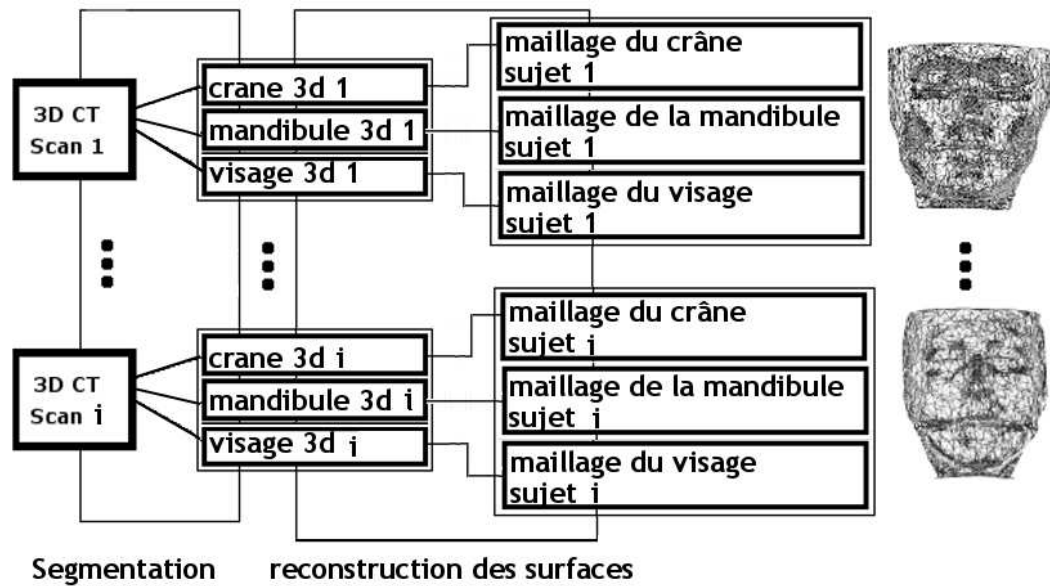 3D CT
Scan 1
crane 3d 1
mandibule 3d 1
visage 3d 1
maillage du crâne
sujet 1
maillage de la mandibule
sujet 1
maillage du visage
sujet 1
3D CT
Scan i
crane 3d i
mandibule 3d i
visage 3d i
maillage du crâne
sujet i
maillage de la mandibule
sujet i
maillage du visage
sujet i
Segmentation
reconstruction des surfaces